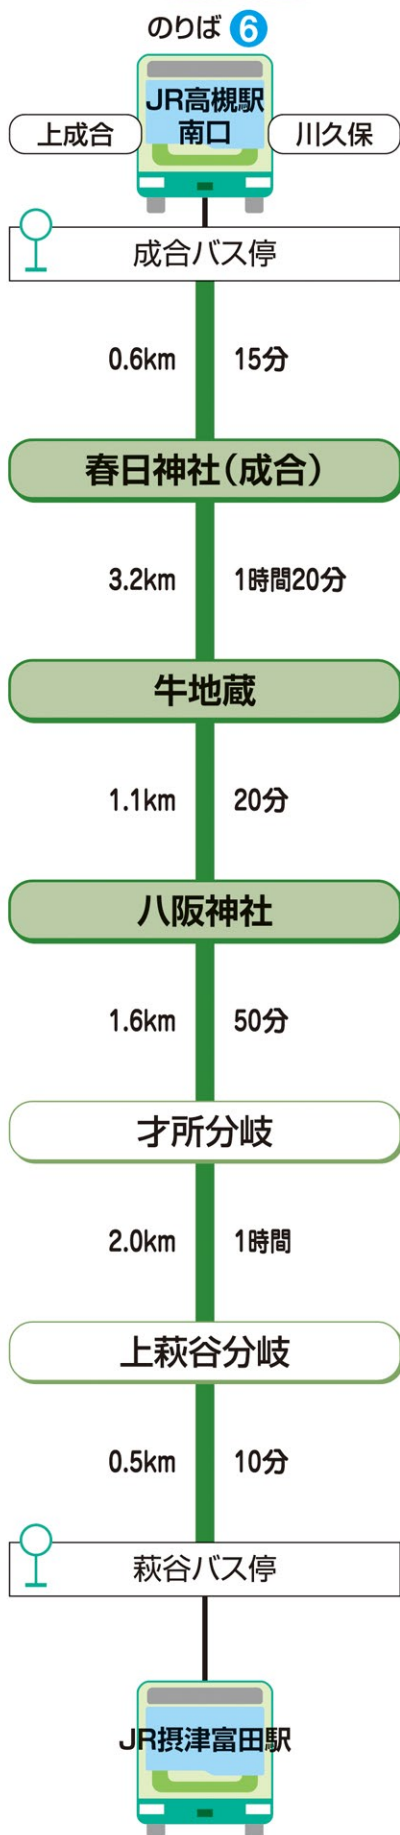 のりば 6
JR高槻駅
南口
上成合
川久保
成合バス停
0.6km 15分
春日神社(成合)
3.2km 1時間20分
牛地蔵
1.1km 20分
八阪神社
1.6km 50分
才所分岐
2.0km 1時間
上萩谷分岐
0.5km 10分
萩谷バス停
JR摂津富田駅